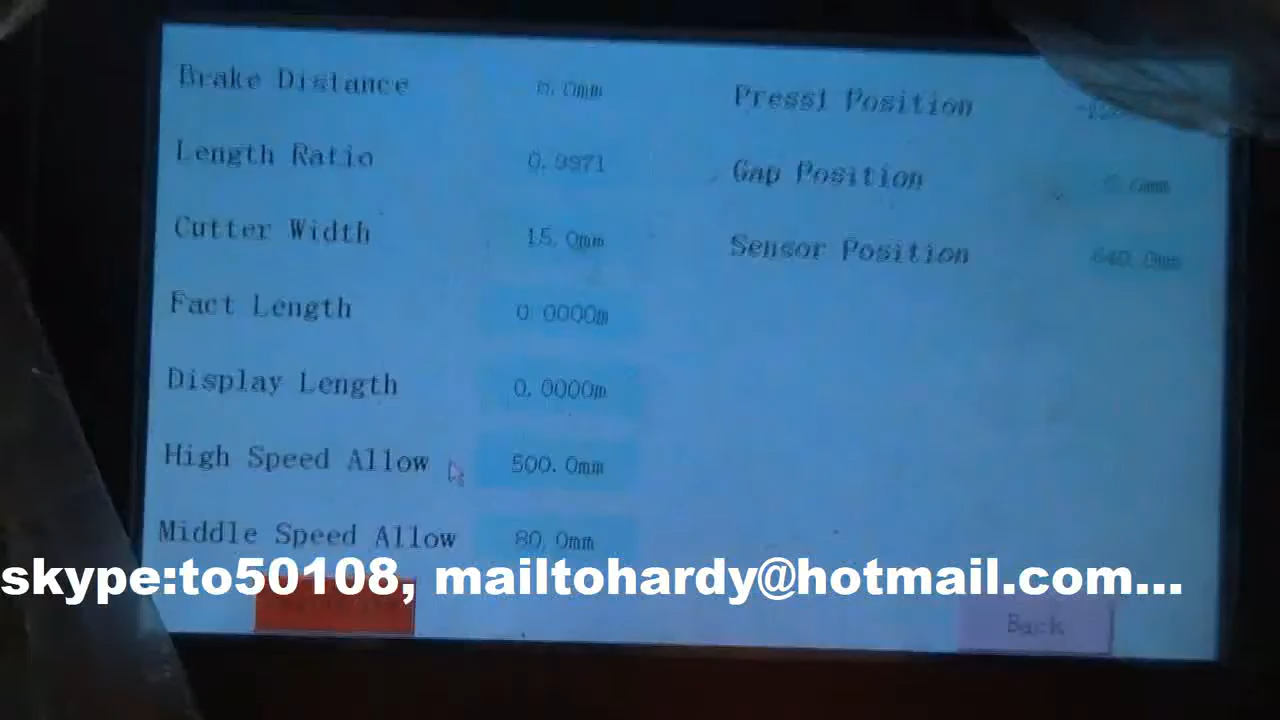 Brake Distance
Length Ratio 0.9971
Cutter Width 15.0mm
Fact Length 0.0000m
Display Length 0.0000m
High Speed Allow 500.0mm
Middle Speed Allow 80.0mm
Press1 Position
Gap Position
Sensor Position 640.0mm
skype:to50108, mailtohardy@hotmail.com...
Back